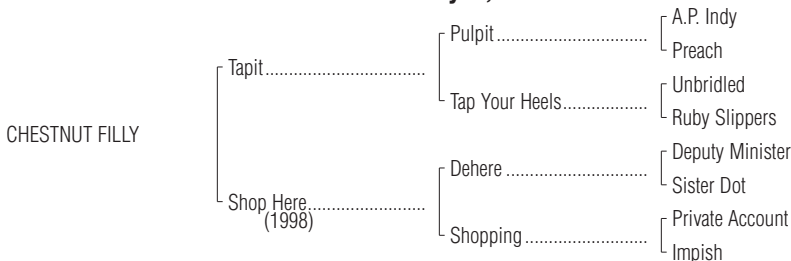 Pulpit................................. A.P. Indy
Preach
Tapit...................................
Tap Your Heels................... Unbridled
Ruby Slippers
CHESTNUT FILLY
Dehere ............................... Deputy Minister
Sister Dot
Shop Here..........................
(1998)
Shopping........................... Private Account
Impish